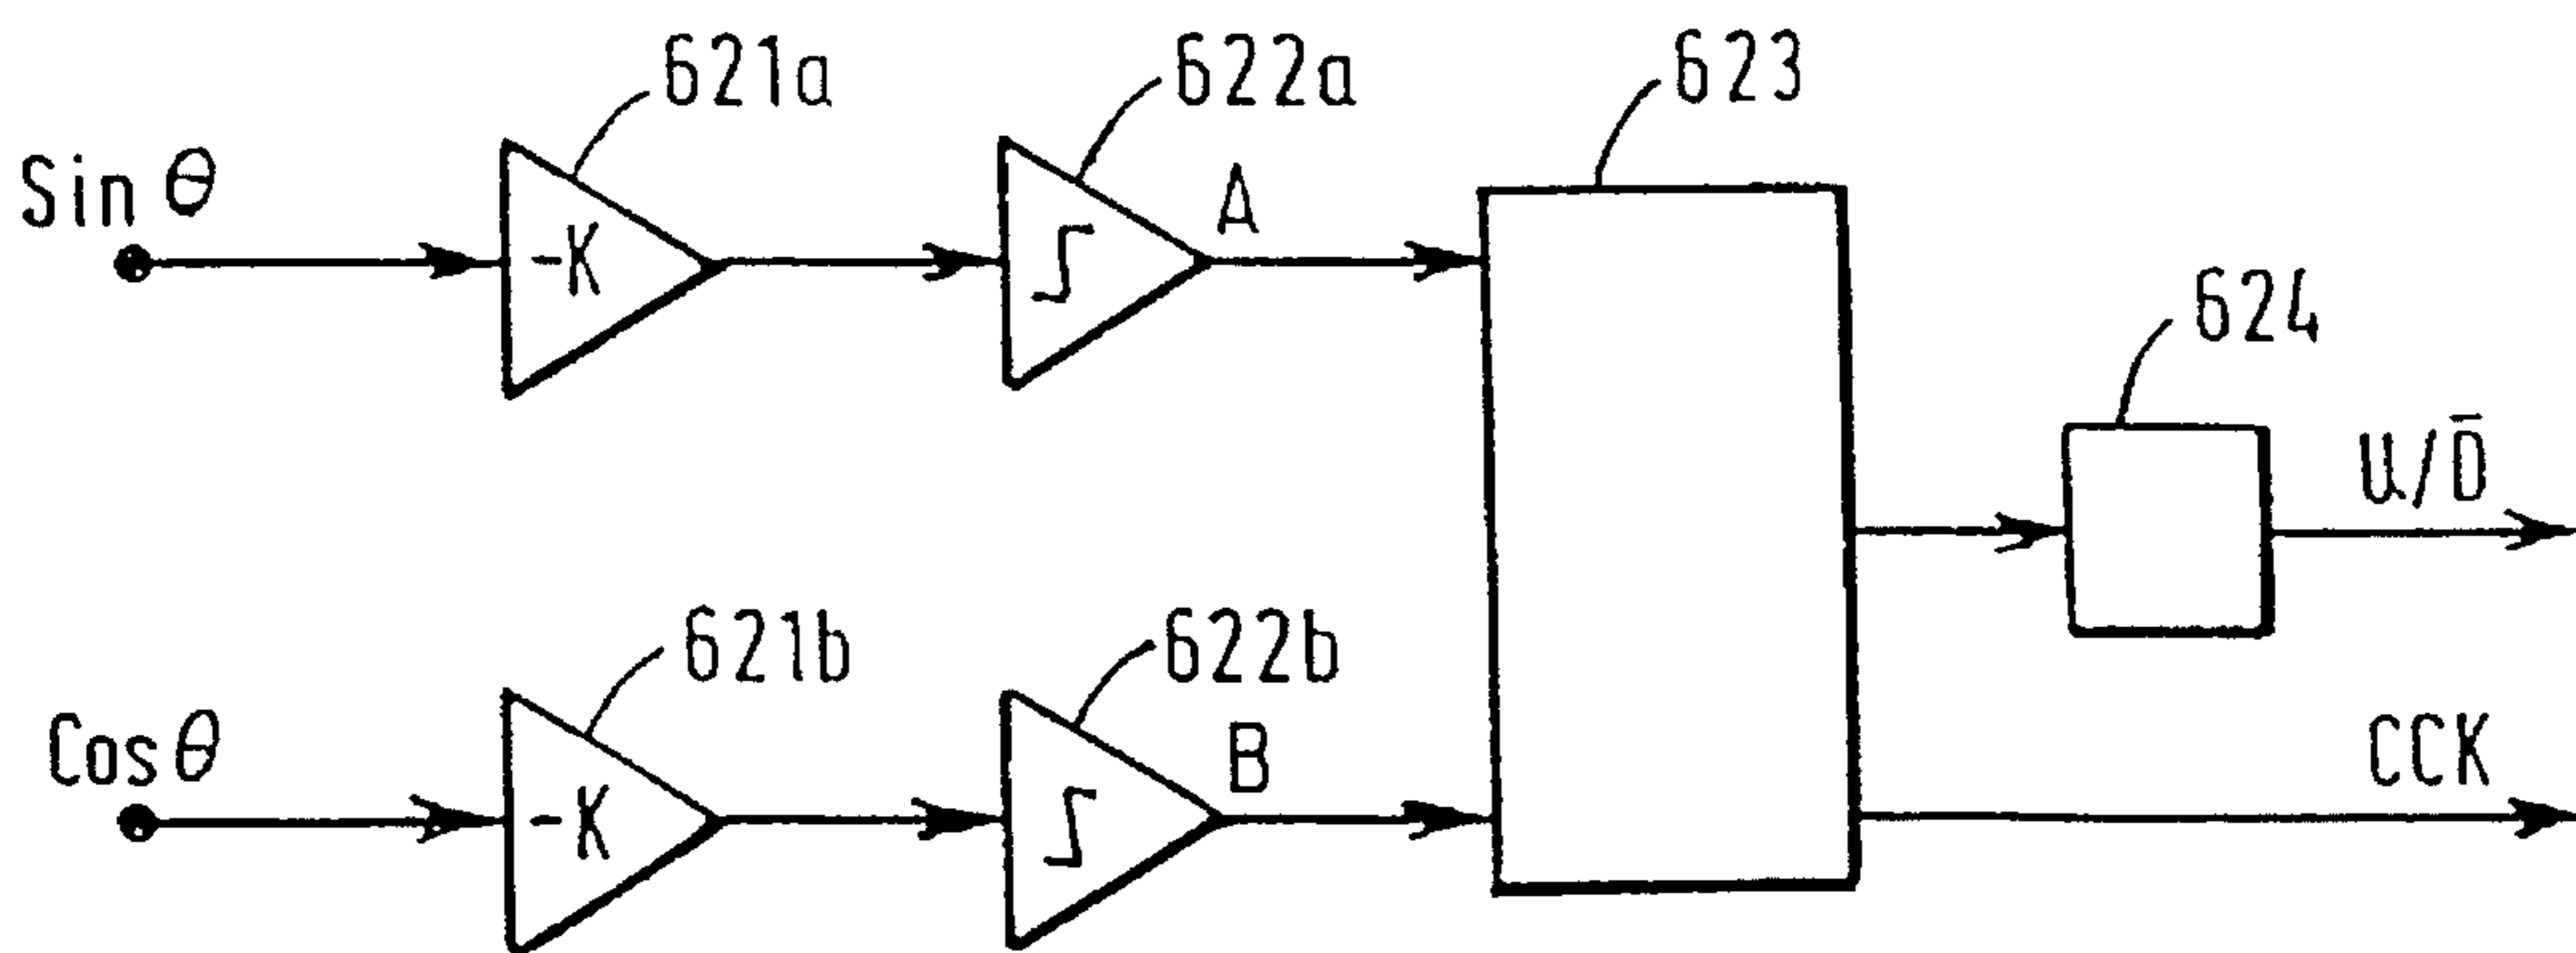 621a
622a
623
Sin θ
A
-K
624
U/D̄
621b
622b
Cos θ
B
CCK
-K